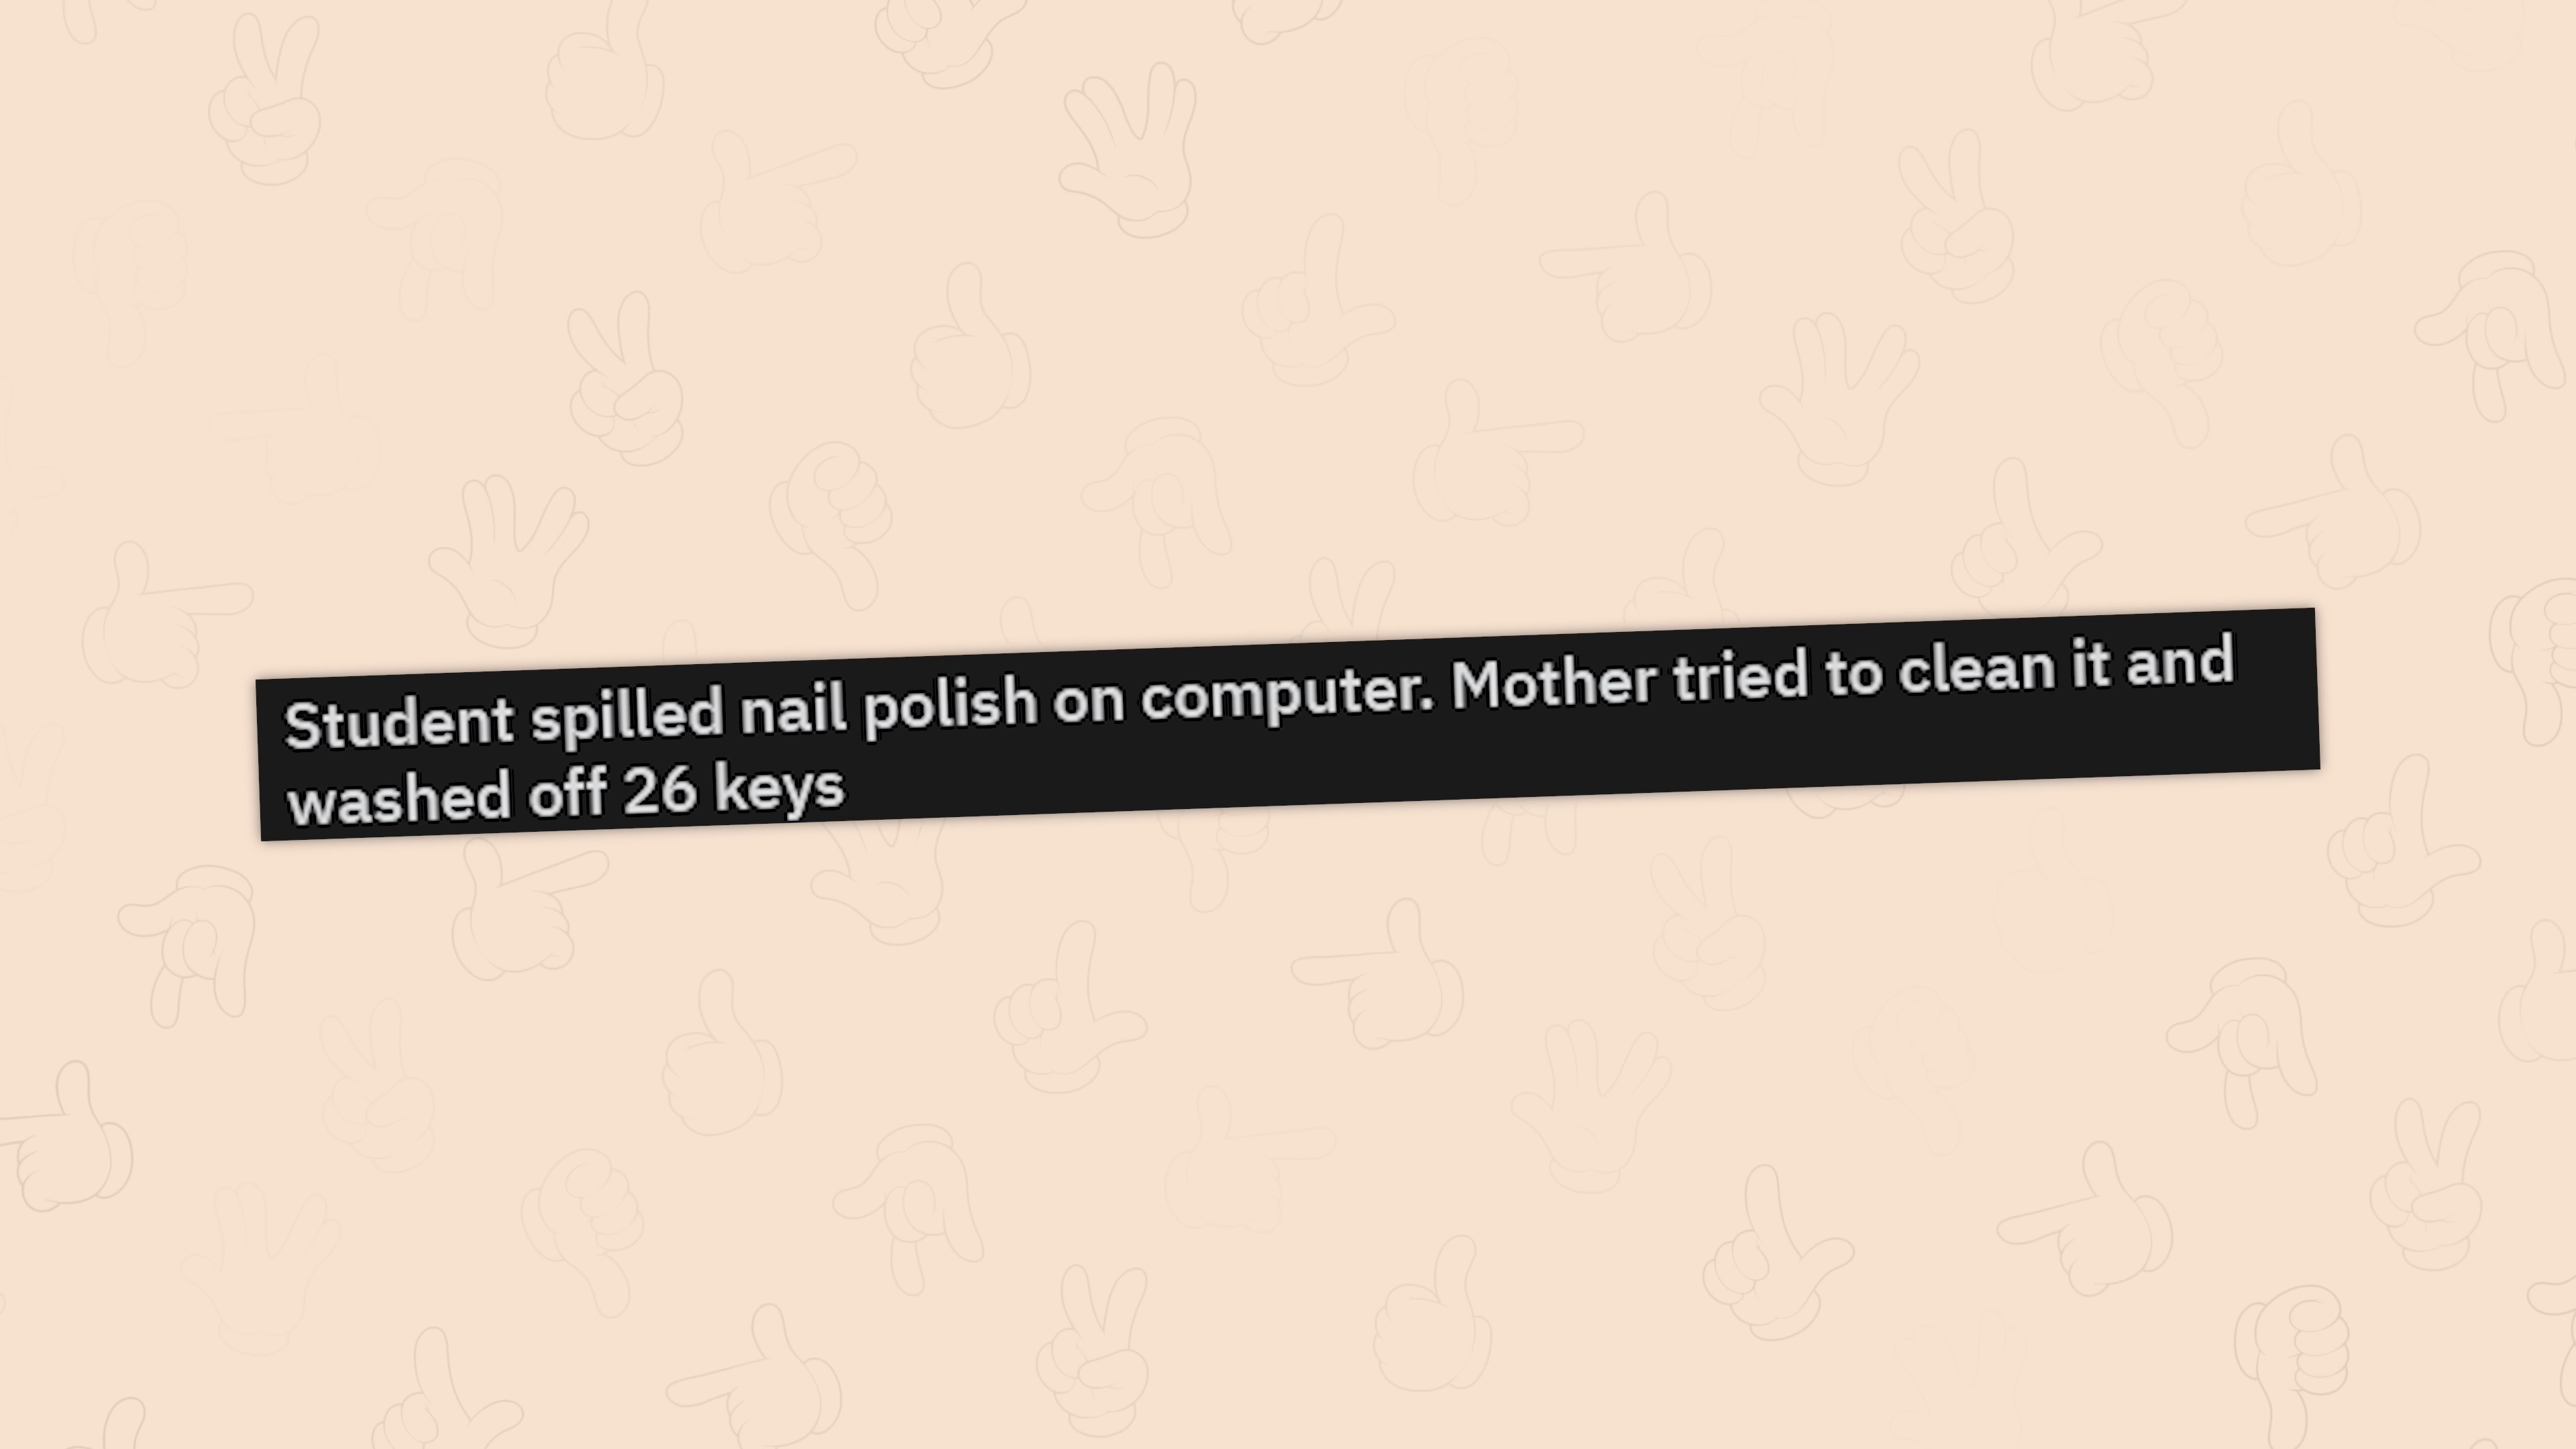 Student spilled nail polish on computer. Mother tried to clean it and
washed off 26 keys